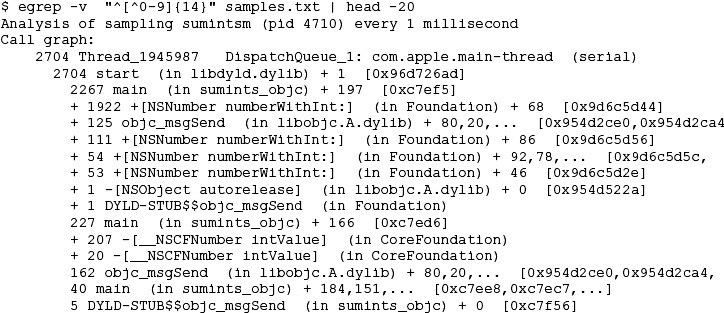 $ egrep -v  "^[^0-9]{14}" samples.txt | head -20
Analysis of sampling sumintsm (pid 4710) every 1 millisecond
Call graph:
    2704 Thread_1945987   DispatchQueue_1: com.apple.main-thread  (serial)
      2704 start  (in libdyld.dylib) + 1  [0x96d726ad]
        2267 main  (in sumints_objc) + 197  [0xc7ef5]
        + 1922 +[NSNumber numberWithInt:]  (in Foundation) + 68  [0x9d6c5d44]
        + 125 objc_msgSend  (in libobjc.A.dylib) + 80,20,...  [0x954d2ce0,0x954d2ca4
        + 111 +[NSNumber numberWithInt:]  (in Foundation) + 86  [0x9d6c5d56]
        + 54 +[NSNumber numberWithInt:]  (in Foundation) + 92,78,...  [0x9d6c5d5c,
        + 53 +[NSNumber numberWithInt:]  (in Foundation) + 46  [0x9d6c5d2e]
        + 1 -[NSObject autorelease]  (in libobjc.A.dylib) + 0  [0x954d522a]
        + 1 DYLD-STUB$$objc_msgSend  (in Foundation)
        227 main  (in sumints_objc) + 166  [0xc7ed6]
        + 207 -[__NSCFNumber intValue]  (in CoreFoundation)
        + 20 -[__NSCFNumber intValue]  (in CoreFoundation)
        162 objc_msgSend  (in libobjc.A.dylib) + 80,20,...  [0x954d2ce0,0x954d2ca4,
        40 main  (in sumints_objc) + 184,151,...  [0xc7ee8,0xc7ec7,...]
        5 DYLD-STUB$$objc_msgSend  (in sumints_objc) + 0  [0xc7f56]